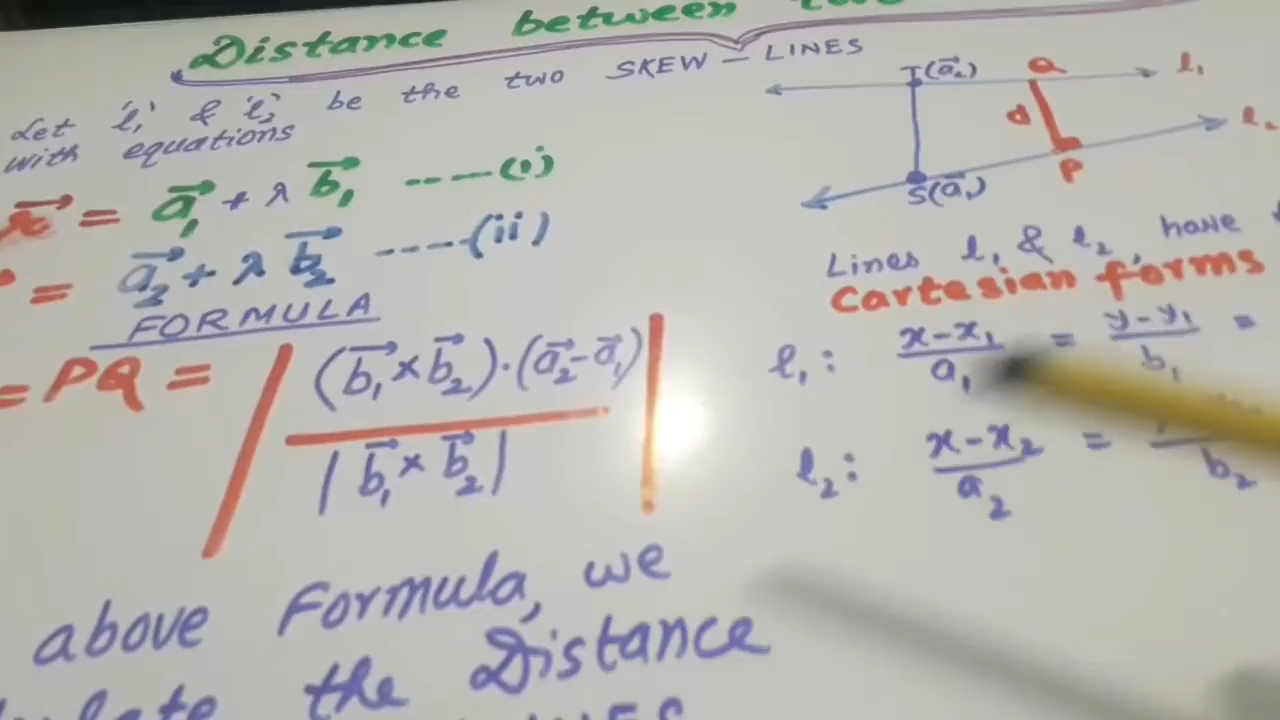 Distance between
Let 'l₁' & 'l₂' be the two SKEW - LINES
with equations
r⃗ = a⃗₁ + λ b⃗₁ -----(i)
= a⃗₂ + λ b⃗₂ -----(ii)
FORMULA
= PQ = | (b⃗₁ × b⃗₂)·(a⃗₂ - a⃗₁) / |b⃗₁ × b⃗₂| |
above Formula, we
the Distance
T(a⃗₂) Q l₁
d l₂
S(a⃗₁) P
Lines l₁ & l₂, have
Cartesian forms
l₁ : x-x₁/a₁ = y-y₁/b₁ =
l₂ : x-x₂/a₂ = b₂